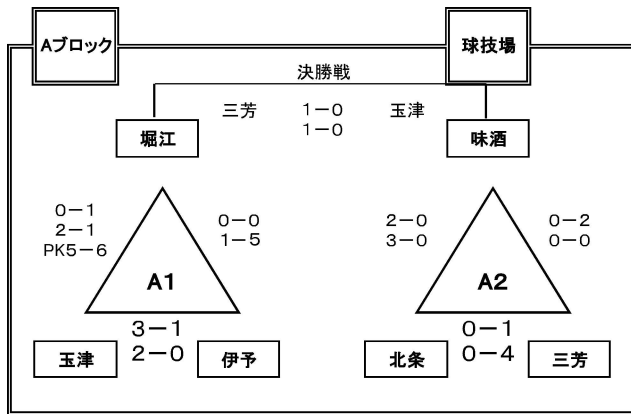 Aブロック
球技場
決勝戦
三芳 1－0 玉津
1－0
堀江
味酒
0－1
2－1
PK5－6
0－0
1－5
A1
3－1
2－0
玉津
伊予
2－0
3－0
0－2
0－0
A2
0－1
0－4
北条
三芳